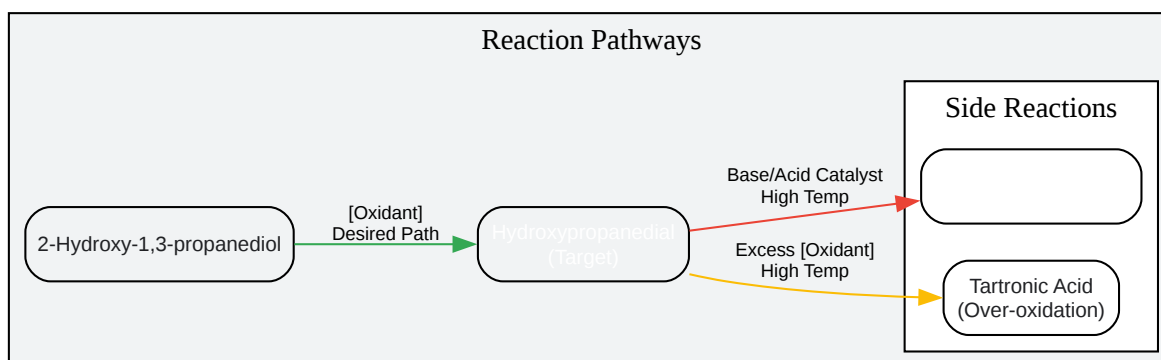 Reaction Pathways
Side Reactions
2-Hydroxy-1,3-propanediol
[Oxidant]
Desired Path
Hydroxypropanedial
(Target)
Base/Acid Catalyst
High Temp
Excess [Oxidant]
High Temp
Tartronic Acid
(Over-oxidation)